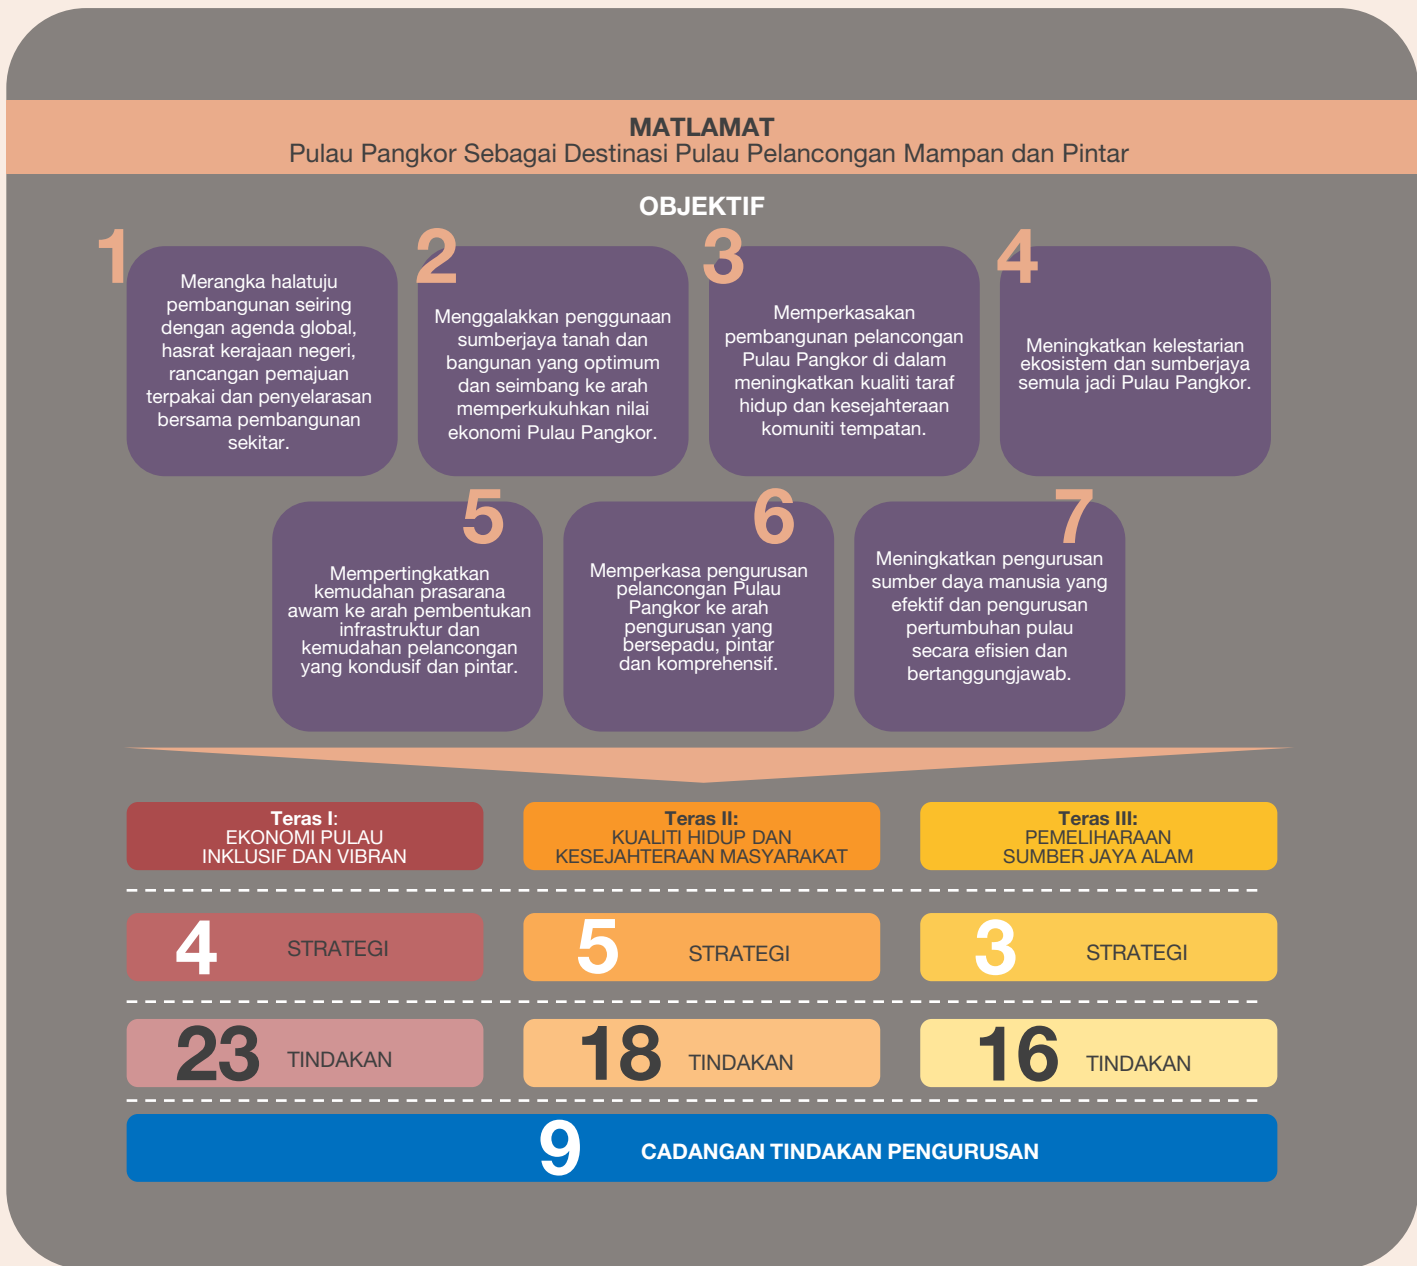 MATLAMAT
Pulau Pangkor Sebagai Destinasi Pulau Pelancongan Mampan dan Pintar
OBJEKTIF
1
Merangka halatuju
pembangunan seiring
dengan agenda global,
hasrat kerajaan negeri,
rancangan pemajuan
terpakai dan penyelarasan
bersama pembangunan
sekitar.
2
Menggalakkan penggunaan
sumberjaya tanah dan
bangunan yang optimum
dan seimbang ke arah
memperkukuhkan nilai
ekonomi Pulau Pangkor.
3
Memperkasakan
pembangunan pelancongan
Pulau Pangkor di dalam
meningkatkan kualiti taraf
hidup dan kesejahteraan
komuniti tempatan.
4
Meningkatkan kelestarian
ekosistem dan sumberjaya
semula jadi Pulau Pangkor.
5
Mempertingkatkan
kemudahan prasarana
awam ke arah pembentukan
infrastruktur dan
kemudahan pelancongan
yang kondusif dan pintar.
6
Memperkasa pengurusan
pelancongan Pulau
Pangkor ke arah
pengurusan yang
bersepadu, pintar
dan komprehensif.
7
Meningkatkan pengurusan
sumber daya manusia yang
efektif dan pengurusan
pertumbuhan pulau
secara efisien dan
bertanggungjawab.
Teras I:
EKONOMI PULAU
INKLUSIF DAN VIBRAN
Teras II:
KUALITI HIDUP DAN
KESEJAHTERAAN MASYARAKAT
Teras III:
PEMELIHARAAN
SUMBER JAYA ALAM
4 STRATEGI
5 STRATEGI
3 STRATEGI
23 TINDAKAN
18 TINDAKAN
16 TINDAKAN
9 CADANGAN TINDAKAN PENGURUSAN